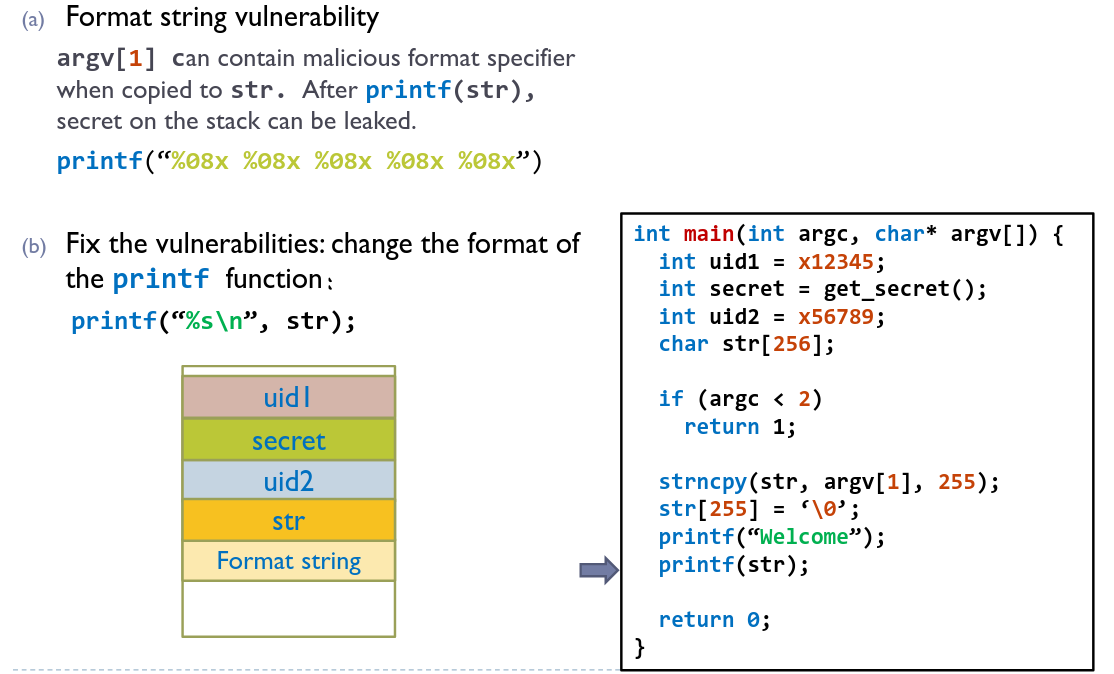 (a) Format string vulnerability
argv[1] can contain malicious format specifier
when copied to str. After printf(str),
secret on the stack can be leaked.
printf(“%08x %08x %08x %08x %08x”)
(b) Fix the vulnerabilities: change the format of
the printf function：
printf(“%s\n”, str);
uid1
secret
uid2
str
Format string
int main(int argc, char* argv[]) {
int uid1 = x12345;
int secret = get_secret();
int uid2 = x56789;
char str[256];
if (argc < 2)
return 1;
strncpy(str, argv[1], 255);
str[255] = ‘\0’;
printf(“Welcome”);
printf(str);
return 0;
}